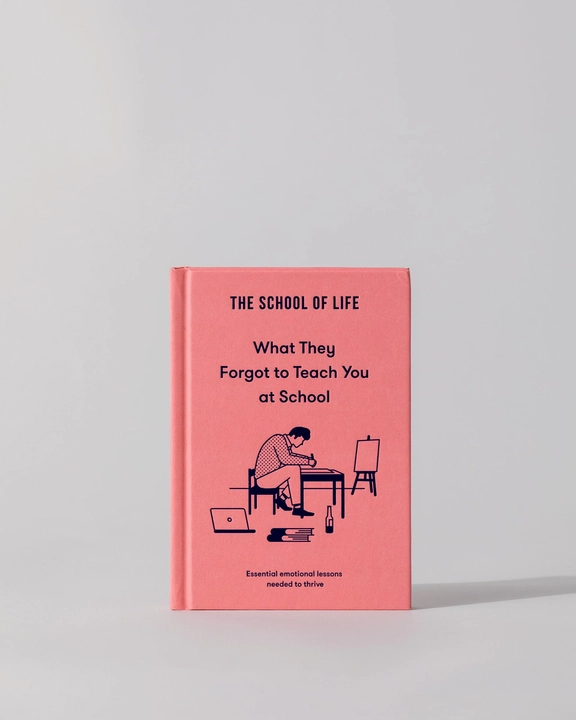 THE SCHOOL OF LIFE
What They
Forgot to Teach You
at School
Essential emotional lessons
needed to thrive